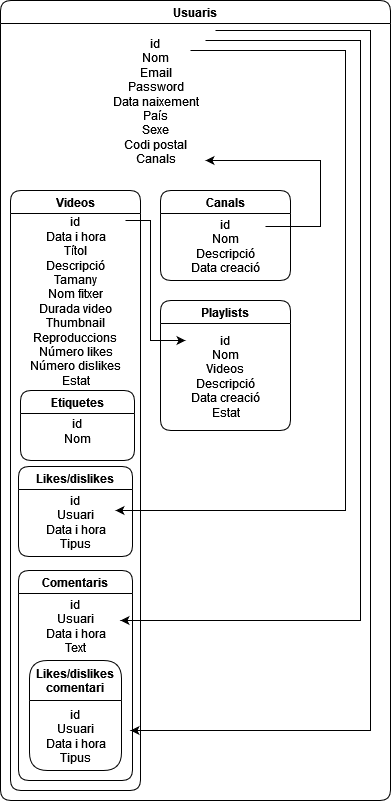 Usuaris
id
Nom
Email
Password
Data naixement
País
Sexe
Codi postal
Canals
Videos
id
Data i hora
Títol
Descripció
Tamany
Nom fitxer
Durada video
Thumbnail
Reproduccions
Número likes
Número dislikes
Estat
Etiquetes
id
Nom
Likes/dislikes
id
Usuari
Data i hora
Tipus
Comentaris
id
Usuari
Data i hora
Text
Likes/dislikes
comentari
id
Usuari
Data i hora
Tipus
Canals
id
Nom
Descripció
Data creació
Playlists
id
Nom
Videos
Descripció
Data creació
Estat